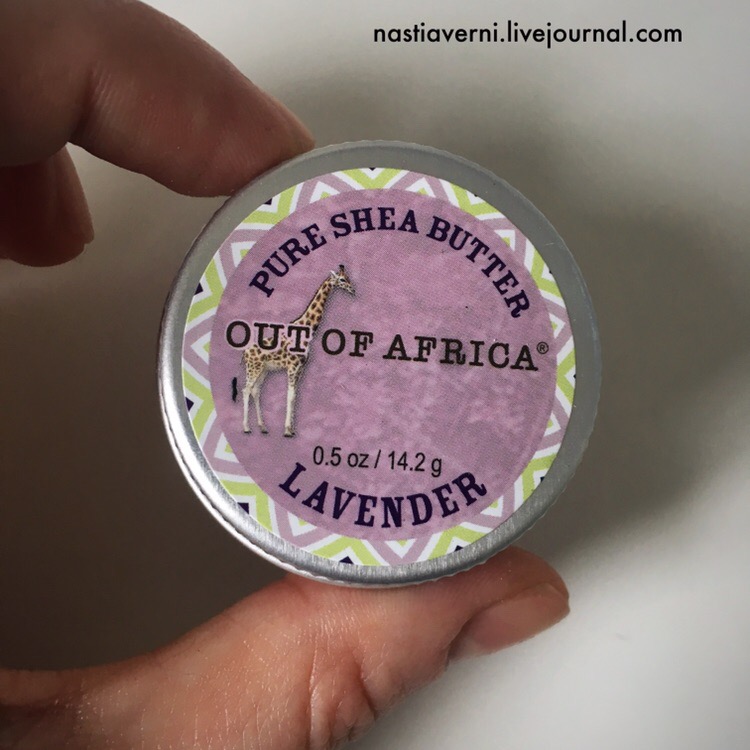 nastiaverni.livejournal.com
PURE SHEA BUTTER
OUT OF AFRICA®
0.5 oz / 14.2 g
LAVENDER